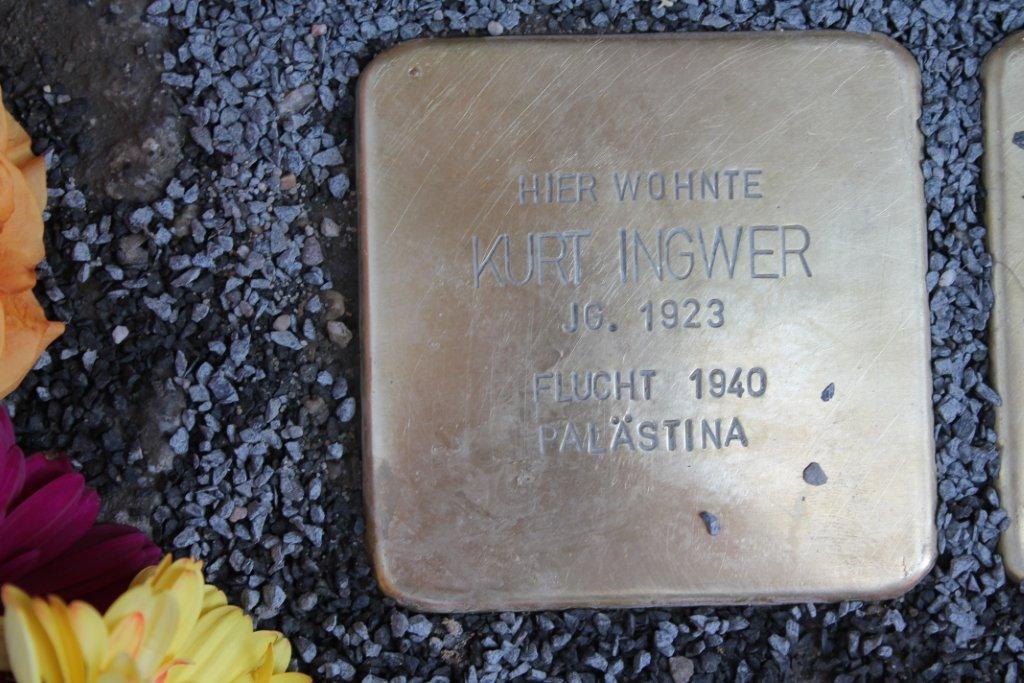 HIER WOHNTE
KURT INGWER
JG. 1923
FLUCHT 1940
PALÄSTINA